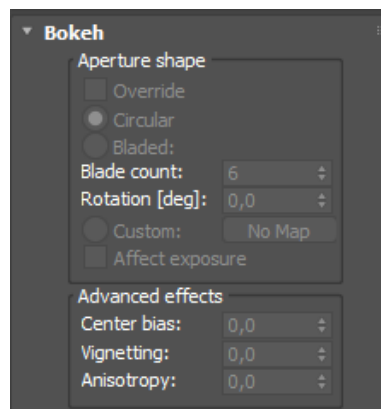 Bokeh
Aperture shape
Override
Circular
Bladed:
Blade count: 6
Rotation [deg]: 0,0
Custom: No Map
Affect exposure
Advanced effects
Center bias: 0,0
Vignetting: 0,0
Anisotropy: 0,0